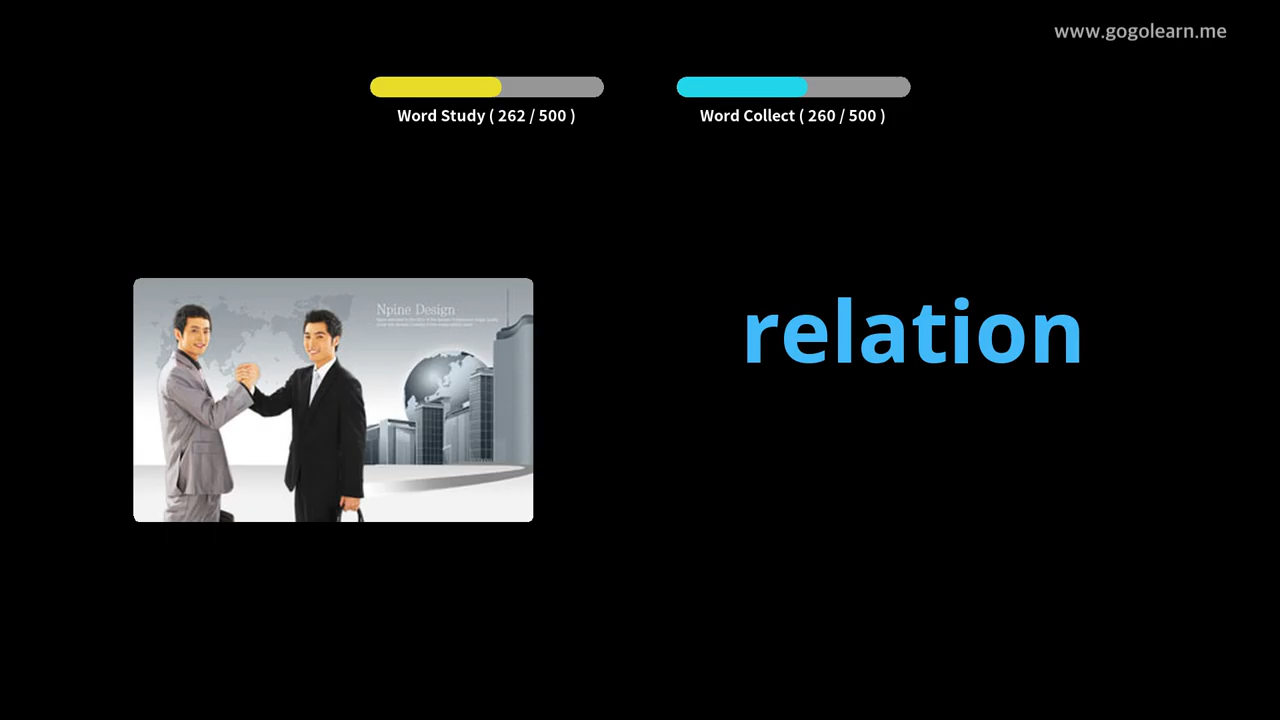 www.gogolearn.me
Word Study ( 262 / 500 )
Word Collect ( 260 / 500 )
Npine Design
relation